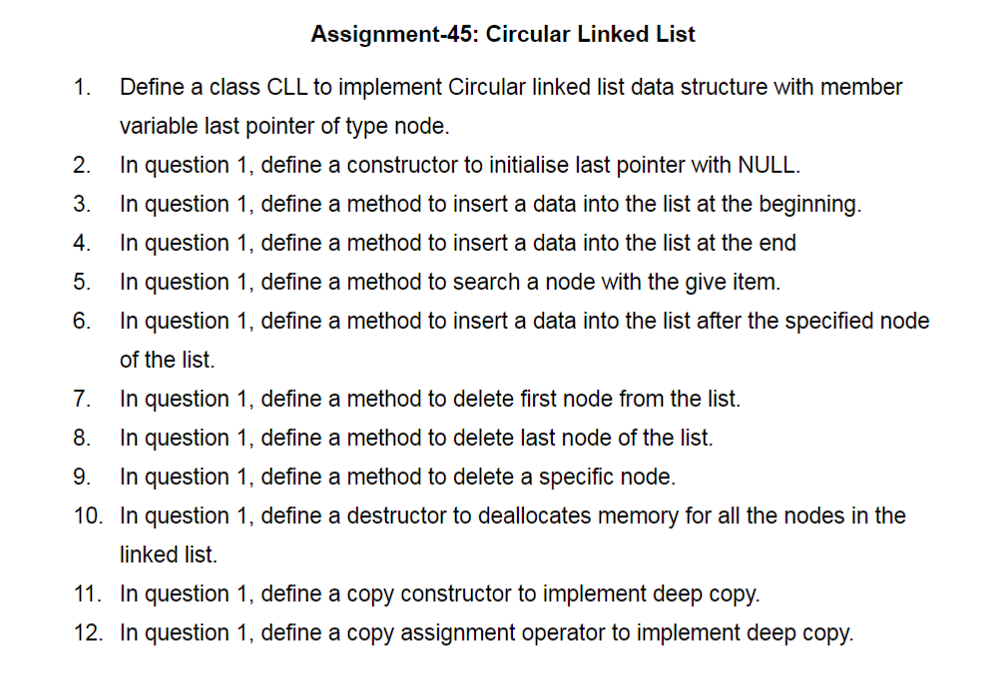 Assignment-45: Circular Linked List
1. Define a class CLL to implement Circular linked list data structure with member
variable last pointer of type node.
2. In question 1, define a constructor to initialise last pointer with NULL.
3. In question 1, define a method to insert a data into the list at the beginning.
4. In question 1, define a method to insert a data into the list at the end
5. In question 1, define a method to search a node with the give item.
6. In question 1, define a method to insert a data into the list after the specified node
of the list.
7. In question 1, define a method to delete first node from the list.
8. In question 1, define a method to delete last node of the list.
9. In question 1, define a method to delete a specific node.
10. In question 1, define a destructor to deallocates memory for all the nodes in the
linked list.
11. In question 1, define a copy constructor to implement deep copy.
12. In question 1, define a copy assignment operator to implement deep copy.